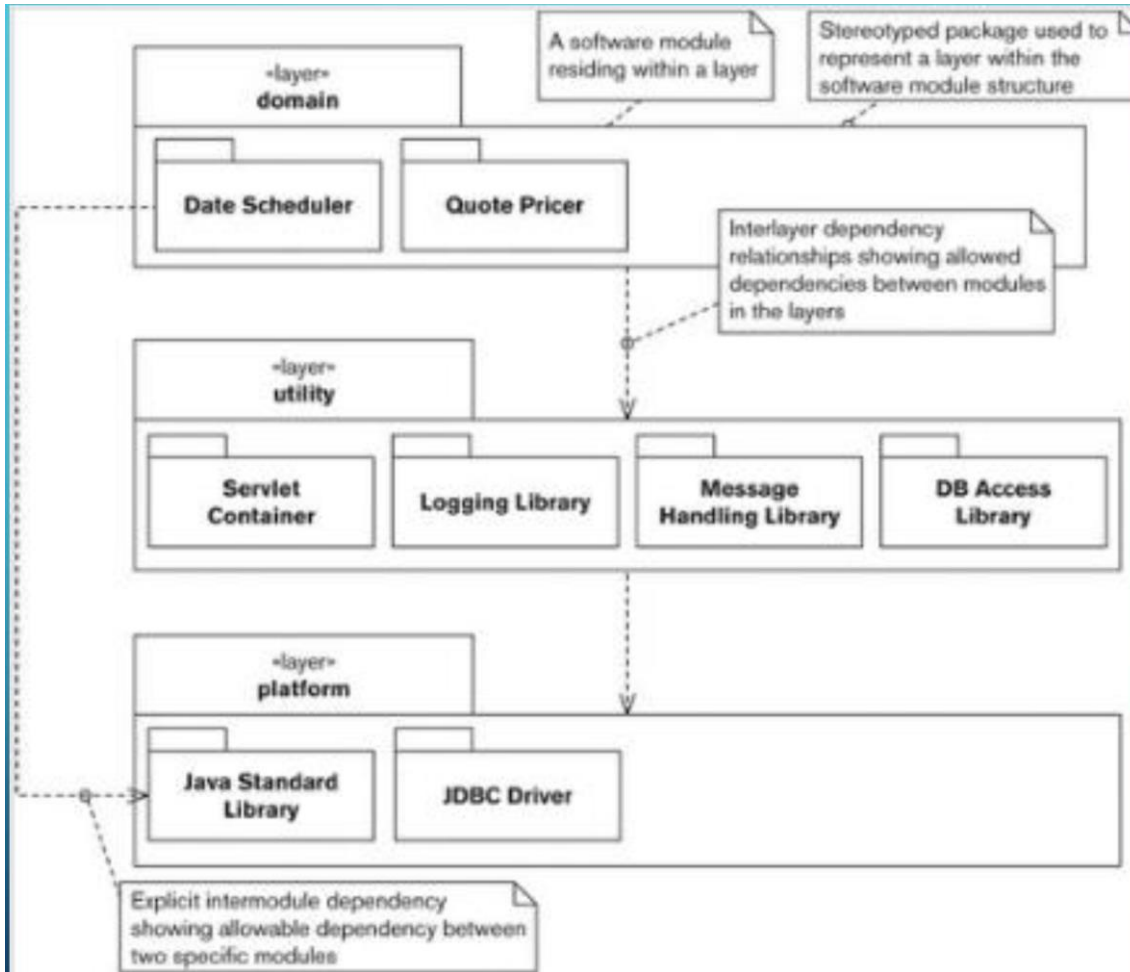 A software module
residing within a layer
Stereotyped package used to
represent a layer within the
software module structure
«layer»
domain
Date Scheduler
Quote Pricer
Interlayer dependency
relationships showing allowed
dependencies between modules
in the layers
«layer»
utility
Servlet
Container
Logging Library
Message
Handling Library
DB Access
Library
«layer»
platform
Java Standard
Library
JDBC Driver
Explicit intermodule dependency
showing allowable dependency between
two specific modules